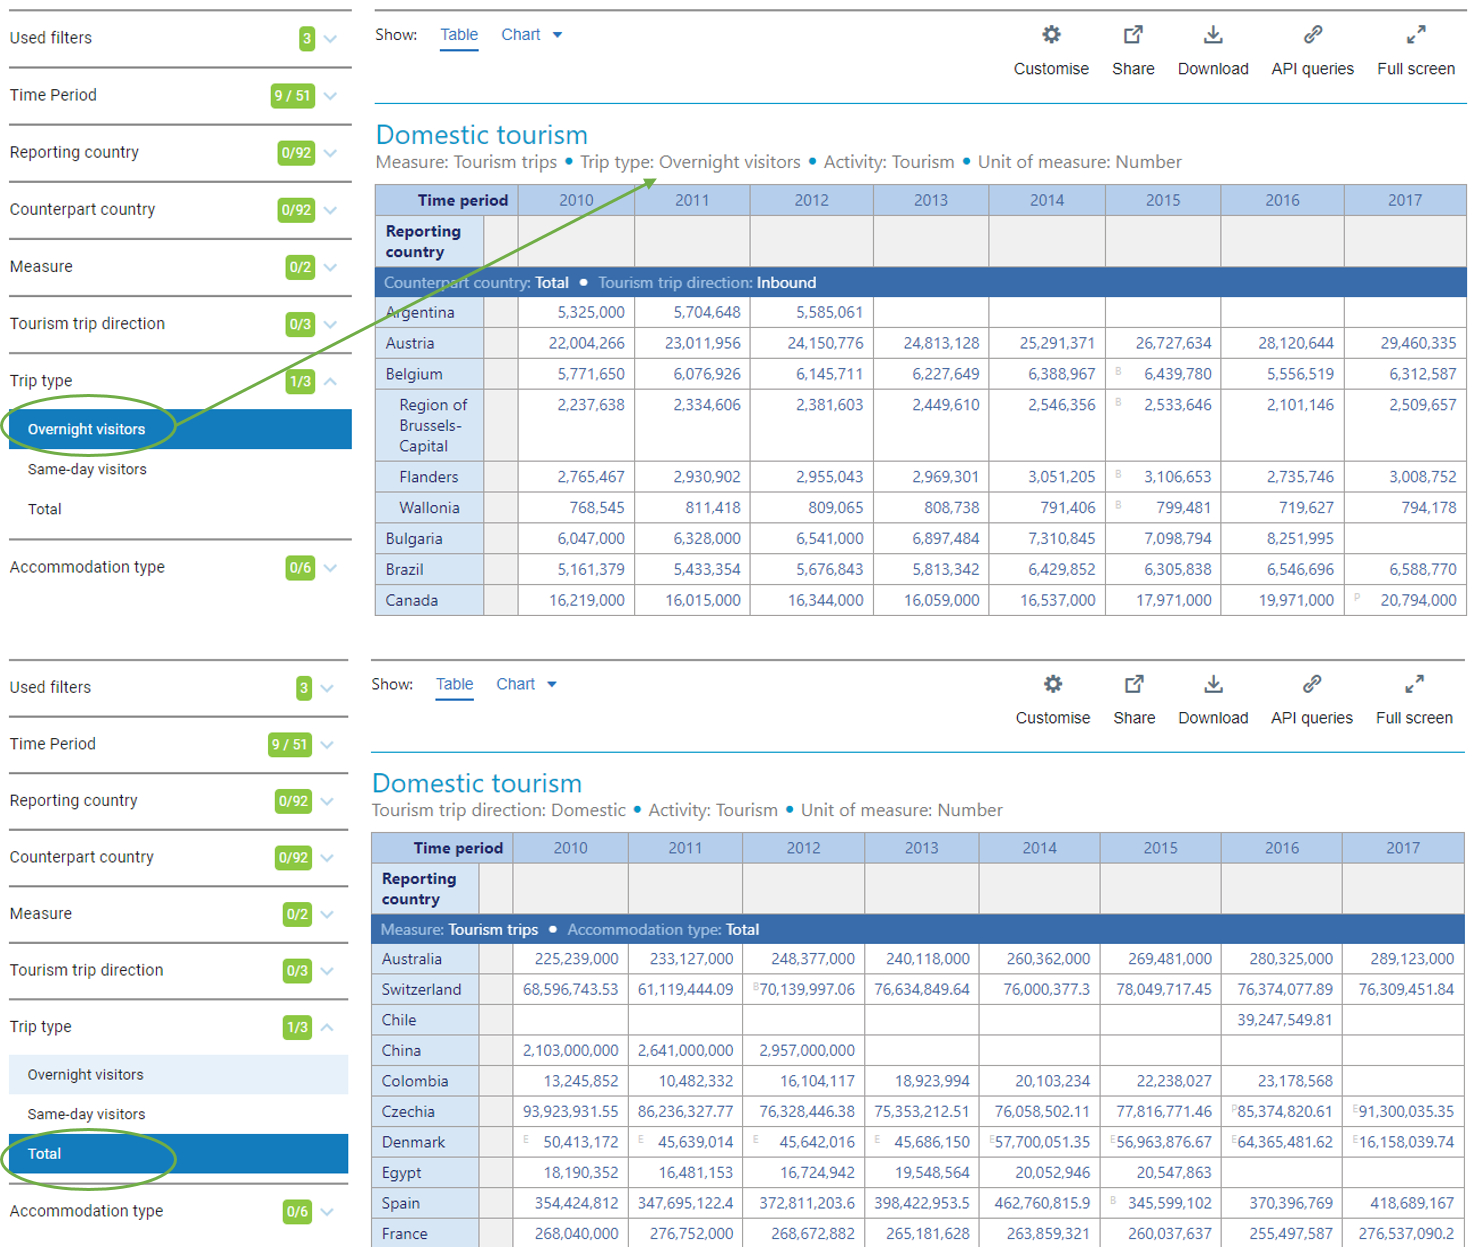 Used filters 3
Time Period 9 / 51
Reporting country 0/92
Counterpart country 0/92
Measure 0/2
Tourism trip direction 0/3
Trip type 1/3
Overnight visitors
Same-day visitors
Total
Accommodation type 0/6
Show: Table Chart
Customise Share Download API queries Full screen
Domestic tourism
Measure: Tourism trips • Trip type: Overnight visitors • Activity: Tourism • Unit of measure: Number
Time period 2010 2011 2012 2013 2014 2015 2016 2017
Reporting
country
Counterpart country: Total • Tourism trip direction: Inbound
Argentina 5,325,000 5,704,648 5,585,061
Austria 22,004,266 23,011,956 24,150,776 24,813,128 25,291,371 26,727,634 28,120,644 29,460,335
Belgium 5,771,650 6,076,926 6,145,711 6,227,649 6,388,967 B 6,439,780 5,556,519 6,312,587
Region of 2,237,638 2,334,606 2,381,603 2,449,610 2,546,356 B 2,533,646 2,101,146 2,509,657
Brussels-
Capital
Flanders 2,765,467 2,930,902 2,955,043 2,969,301 3,051,205 B 3,106,653 2,735,746 3,008,752
Wallonia 768,545 811,418 809,065 808,738 791,406 B 799,481 719,627 794,178
Bulgaria 6,047,000 6,328,000 6,541,000 6,897,484 7,310,845 7,098,794 8,251,995
Brazil 5,161,379 5,433,354 5,676,843 5,813,342 6,429,852 6,305,838 6,546,696 6,588,770
Canada 16,219,000 16,015,000 16,344,000 16,059,000 16,537,000 17,971,000 19,971,000 P 20,794,000
Used filters 3
Time Period 9 / 51
Reporting country 0/92
Counterpart country 0/92
Measure 0/2
Tourism trip direction 0/3
Trip type 1/3
Overnight visitors
Same-day visitors
Total
Accommodation type 0/6
Show: Table Chart
Customise Share Download API queries Full screen
Domestic tourism
Tourism trip direction: Domestic • Activity: Tourism • Unit of measure: Number
Time period 2010 2011 2012 2013 2014 2015 2016 2017
Reporting
country
Measure: Tourism trips • Accommodation type: Total
Australia 225,239,000 233,127,000 248,377,000 240,118,000 260,362,000 269,481,000 280,325,000 289,123,000
Switzerland 68,596,743.53 61,119,444.09 B 70,139,997.06 76,634,849.64 76,000,377.3 78,049,717.45 76,374,077.89 76,309,451.84
Chile 39,247,549.81
China 2,103,000,000 2,641,000,000 2,957,000,000
Colombia 13,245,852 10,482,332 16,104,117 18,923,994 20,103,234 22,238,027 23,178,568
Czechia 93,923,931.55 86,236,327.77 76,328,446.38 75,353,212.51 76,058,502.11 77,816,771.46 P 85,374,820.61 E 91,300,035.35
Denmark E 50,413,172 E 45,639,014 E 45,642,016 E 45,686,150 E 57,700,051.35 E 56,963,876.67 E 64,365,481.62 E 16,158,039.74
Egypt 18,190,352 16,481,153 16,724,942 19,548,564 20,052,946 20,547,863
Spain 354,424,812 347,695,122.4 372,811,203.6 398,422,953.5 462,760,815.9 B 345,599,102 370,396,769 418,689,167
France 268,040,000 276,752,000 268,672,882 265,181,628 263,859,321 260,037,637 255,497,587 276,537,090.2